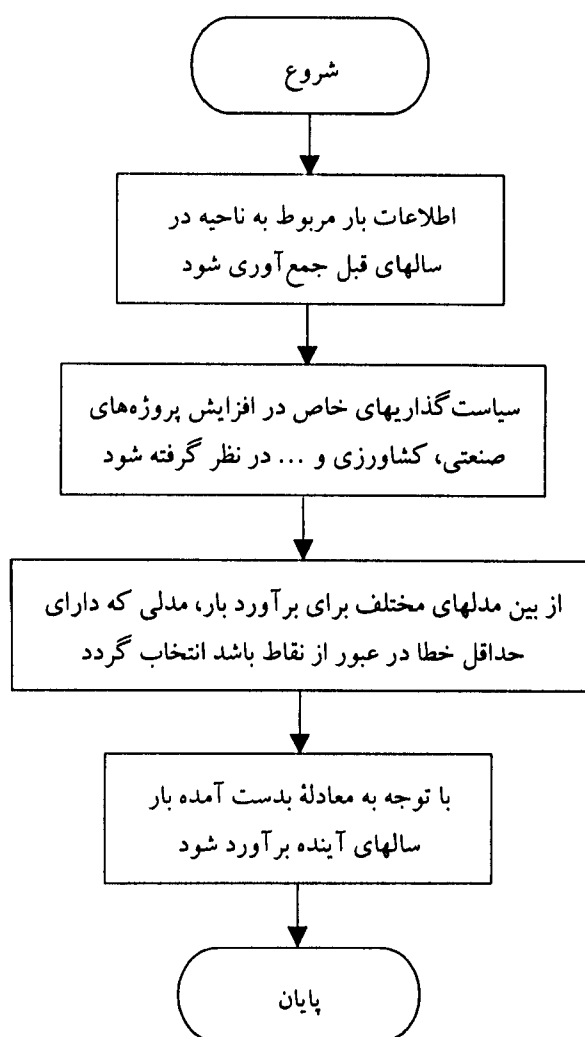 شروع
اطلاعات بار مربوط به ناحیه در
سالهای قبل جمع‌آوری شود
سیاست‌گذاریهای خاص در افزایش پروژه‌های
صنعتی، کشاورزی و ... در نظر گرفته شود
از بین مدلهای مختلف برای برآورد بار، مدلی که دارای
حداقل خطا در عبور از نقاط باشد انتخاب گردد
با توجه به معادلهٔ بدست آمده بار
سالهای آینده برآورد شود
پایان